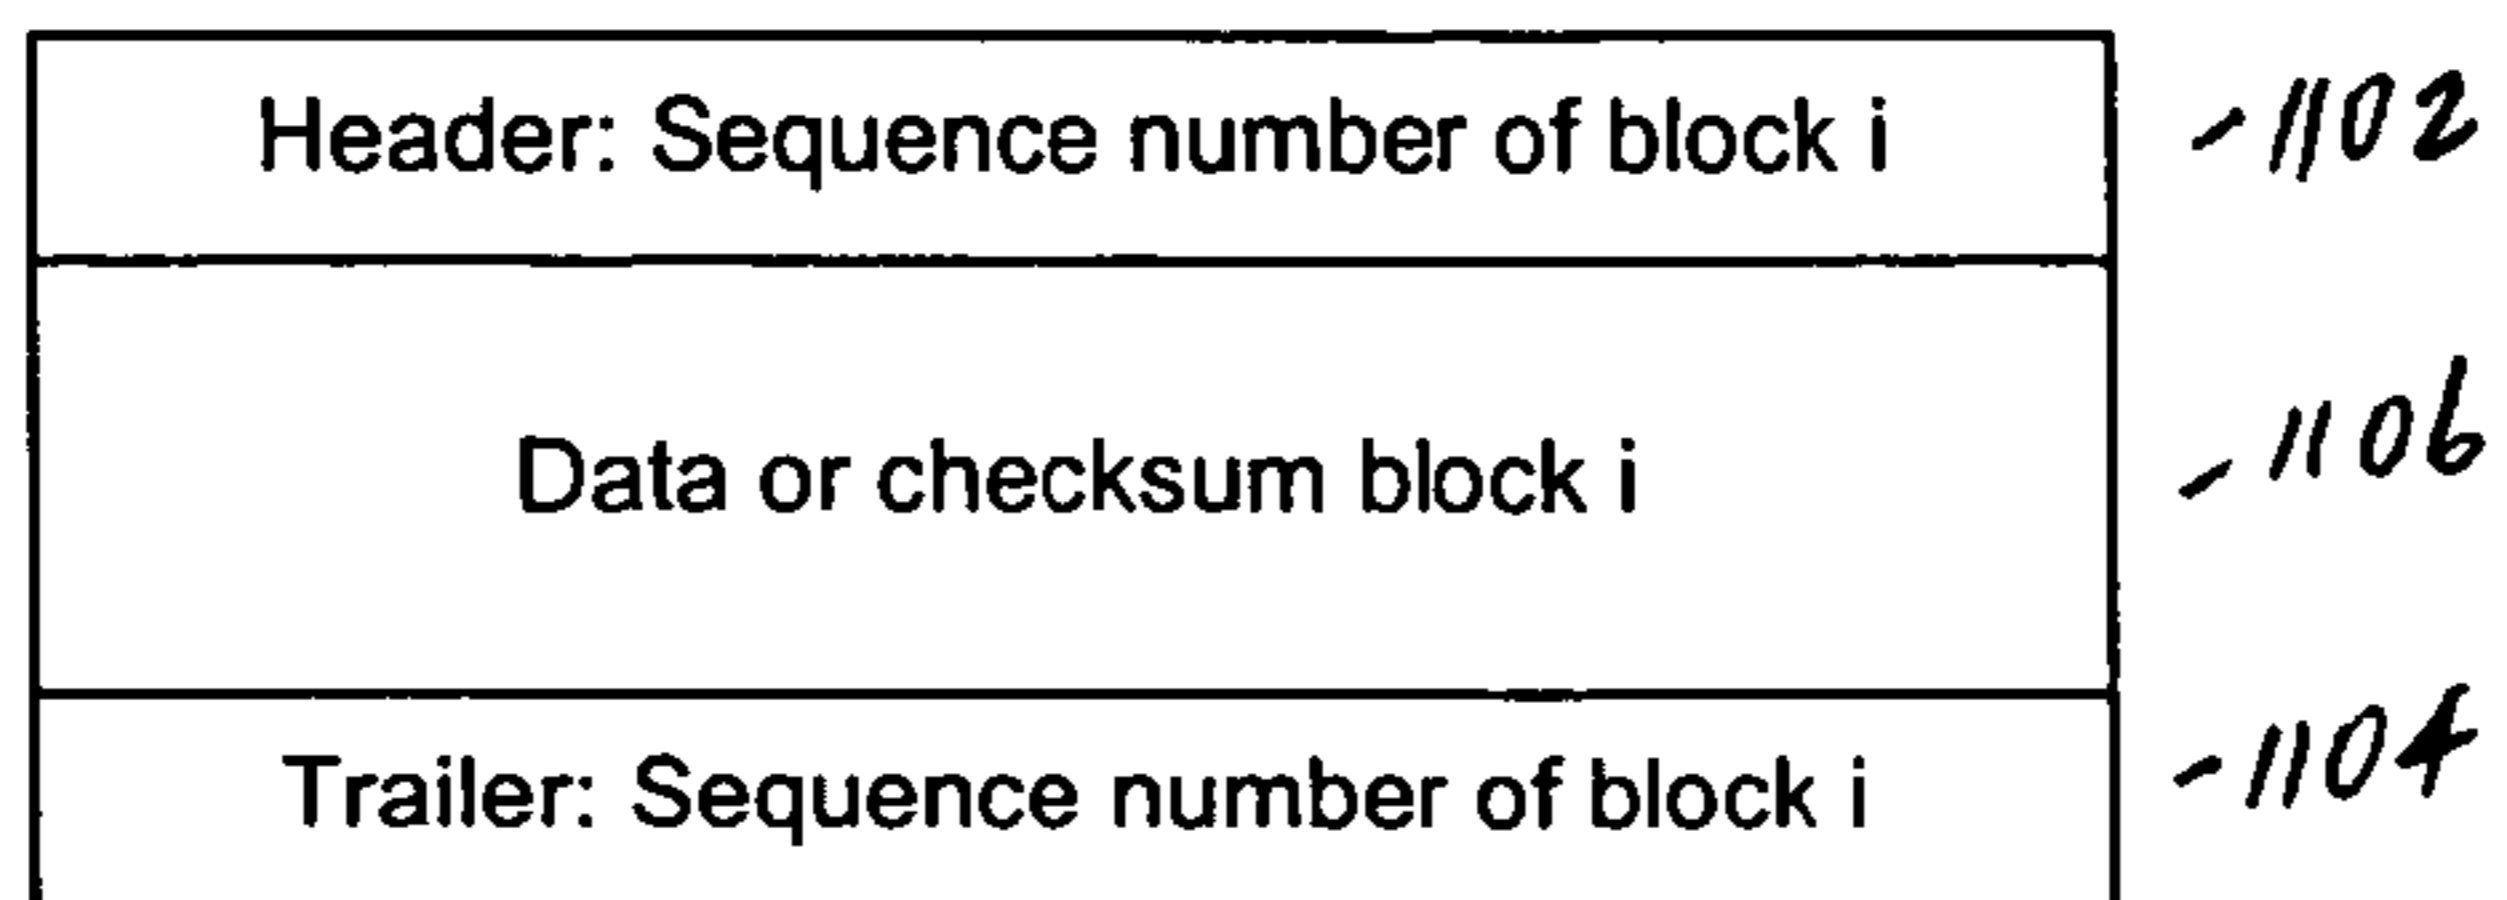 Header: Sequence number of block i - 1102
Data or checksum block i - 1106
Trailer: Sequence number of block i - 1104